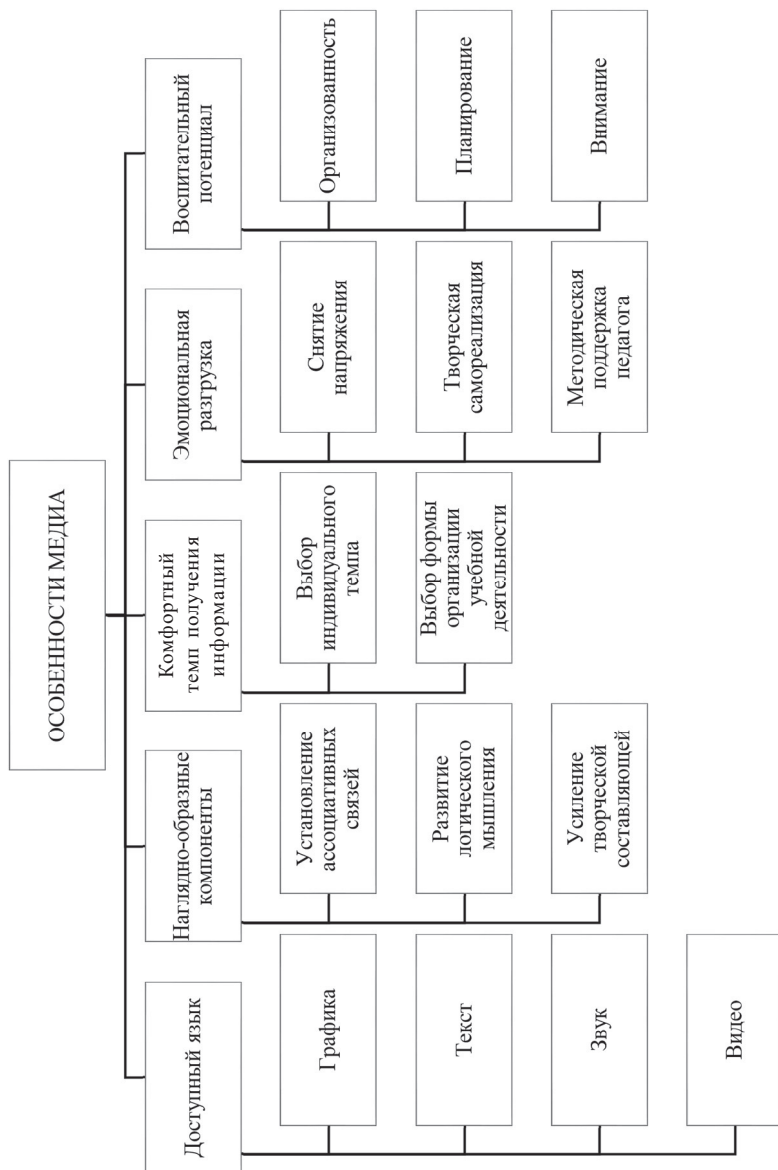 ОСОБЕННОСТИ МЕДИА
Доступный язык
Графика
Текст
Звук
Видео
Наглядно-образные
компоненты
Установление
ассоциативных
связей
Развитие
логического
мышления
Усиление
творческой
составляющей
Комфортный
темп получения
информации
Выбор
индивидуального
темпа
Выбор формы
организации
учебной
деятельности
Эмоциональная
разгрузка
Снятие
напряжения
Творческая
самореализация
Методическая
поддержка
педагога
Воспитательный
потенциал
Организованность
Планирование
Внимание